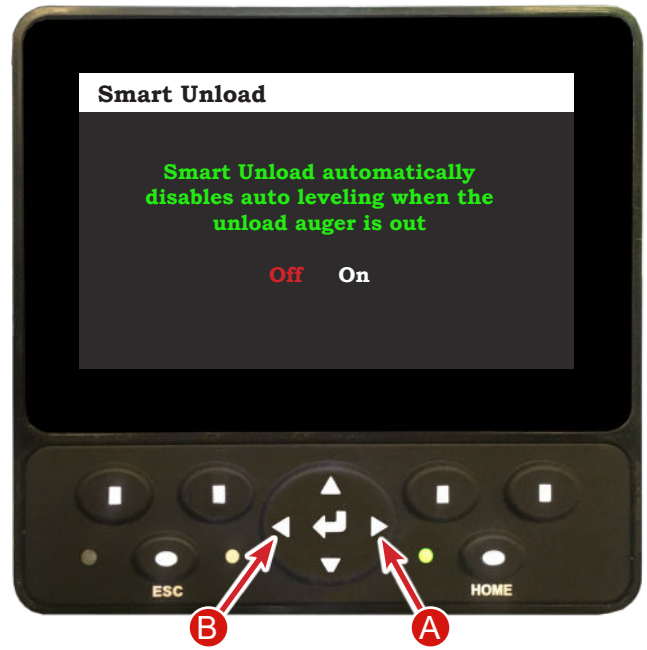 Smart Unload
Smart Unload automatically
disables auto leveling when the
unload auger is out
Off On
ESC
HOME
B
A